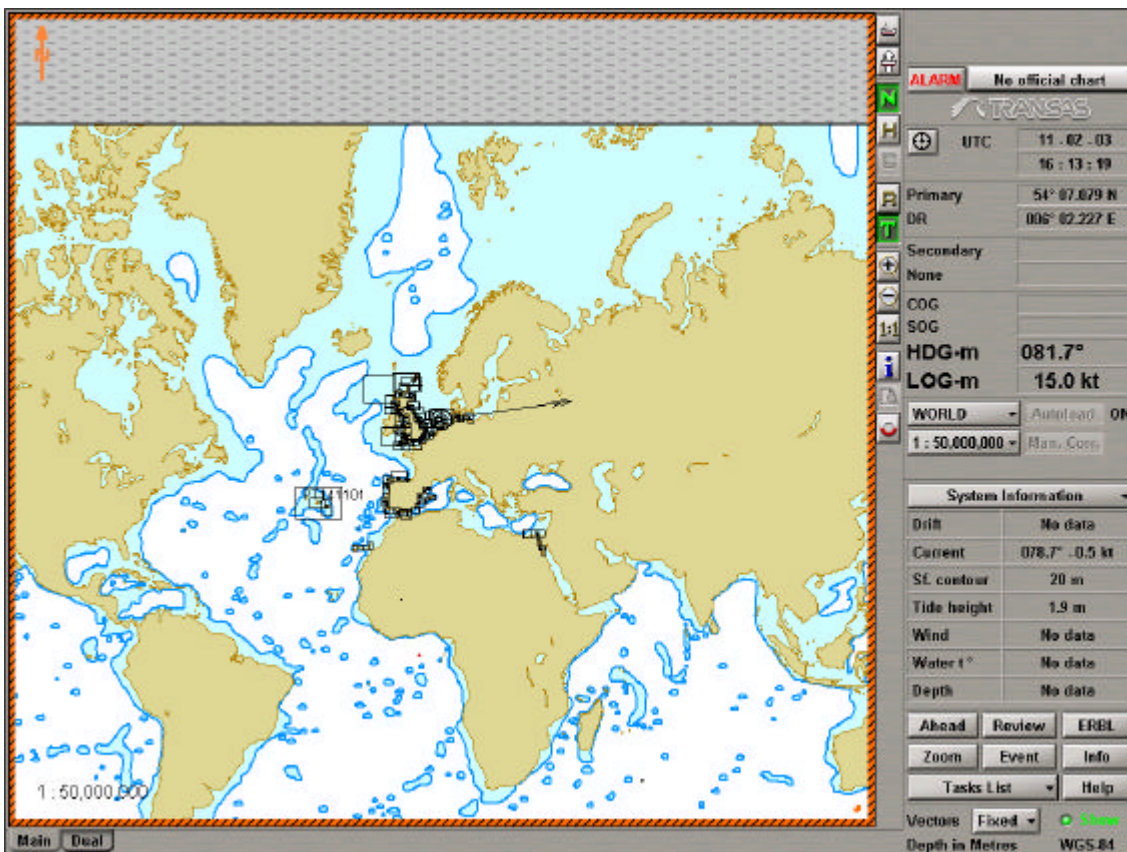 N
ALARM No official chart
TRANSAS
N
H
UTC 11 - 02 - 03
16 : 13 : 19
R
Primary 54° 07.079 N
T
DR 006° 02.227 E
Secondary
None
COG
1:1
SOG
HDG-m 081.7°
i
LOG-m 15.0 kt
WORLD Autoload ON
1 : 50,000,000 Man. Corr.
System Information
Drift No data
Current 078.7° - 0.5 kt
Sf. contour 20 m
Tide height 1.9 m
Wind No data
Water t° No data
Depth No data
Ahead Review ERBL
Zoom Event Info
1 : 50,000,000
Tasks List Help
Vectors Fixed Show
Main Dual
Depth in Metres WGS-84